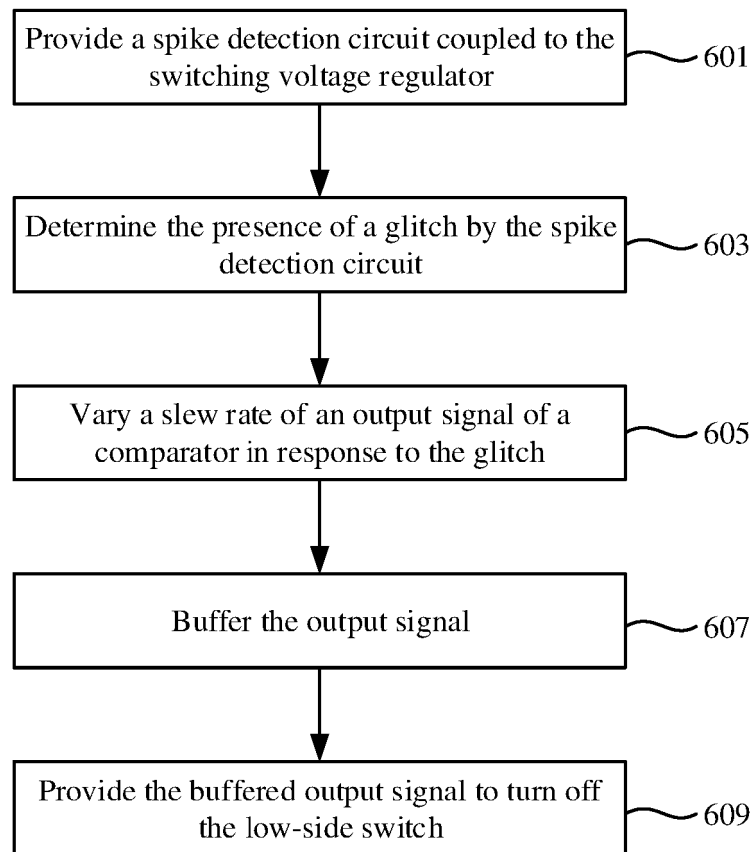 Provide a spike detection circuit coupled to the
switching voltage regulator
601
Determine the presence of a glitch by the spike
detection circuit
603
Vary a slew rate of an output signal of a
comparator in response to the glitch
605
Buffer the output signal
607
Provide the buffered output signal to turn off
the low-side switch
609